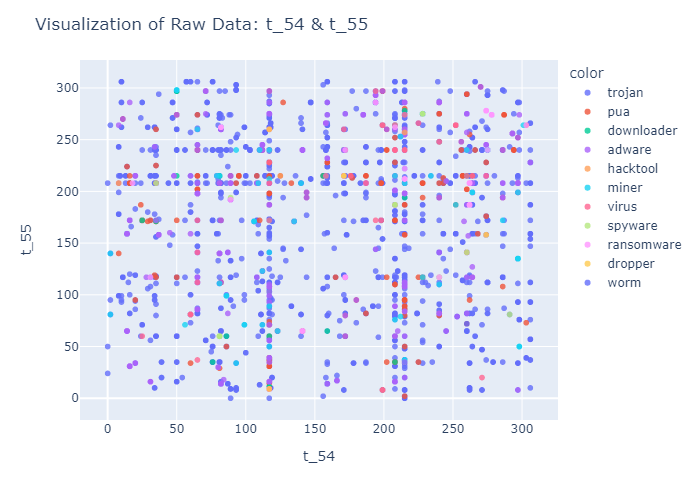 Visualization of Raw Data: t_54 & t_55
color
trojan
pua
downloader
adware
hacktool
miner
virus
spyware
ransomware
dropper
worm
t_55
300
250
200
150
100
50
0
0 50 100 150 200 250 300
t_54